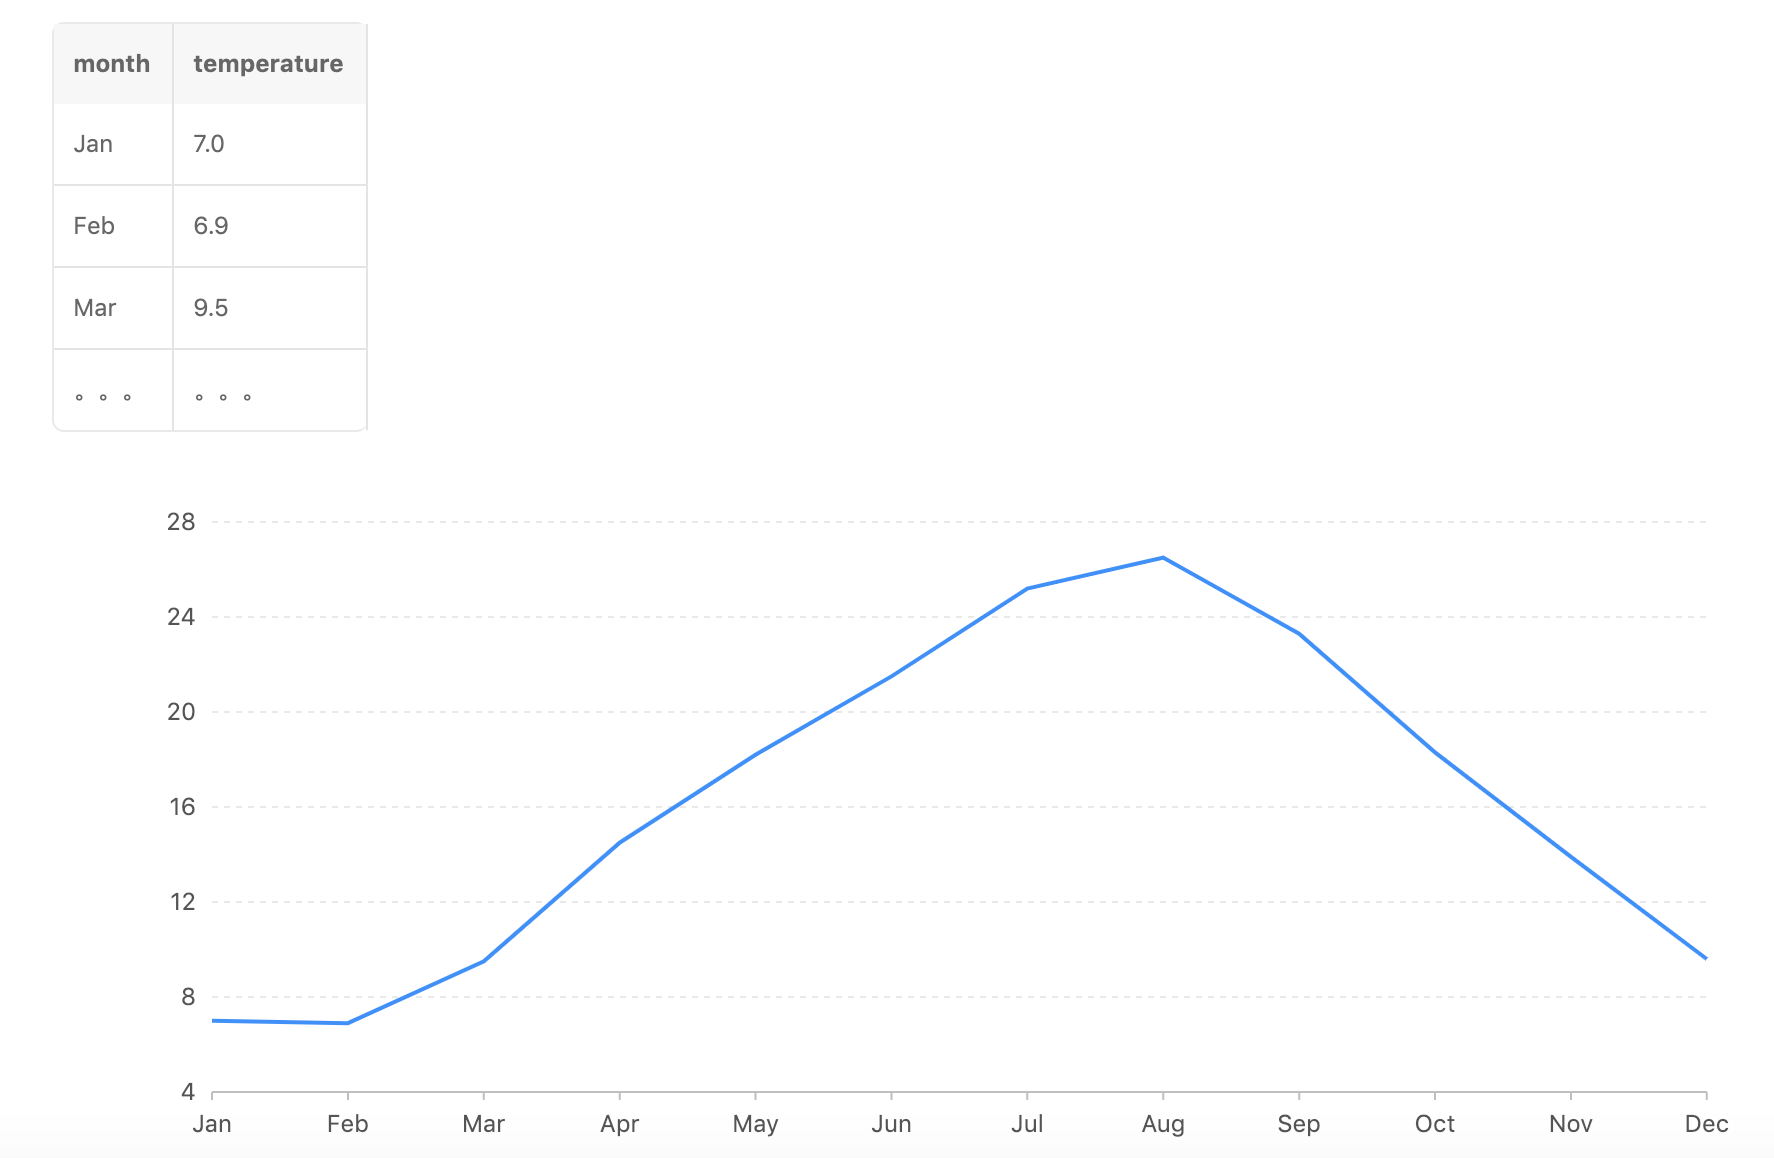 month temperature
Jan 7.0
Feb 6.9
Mar 9.5
。。。 。。。
28
24
20
16
12
8
4
Jan Feb Mar Apr May Jun Jul Aug Sep Oct Nov Dec